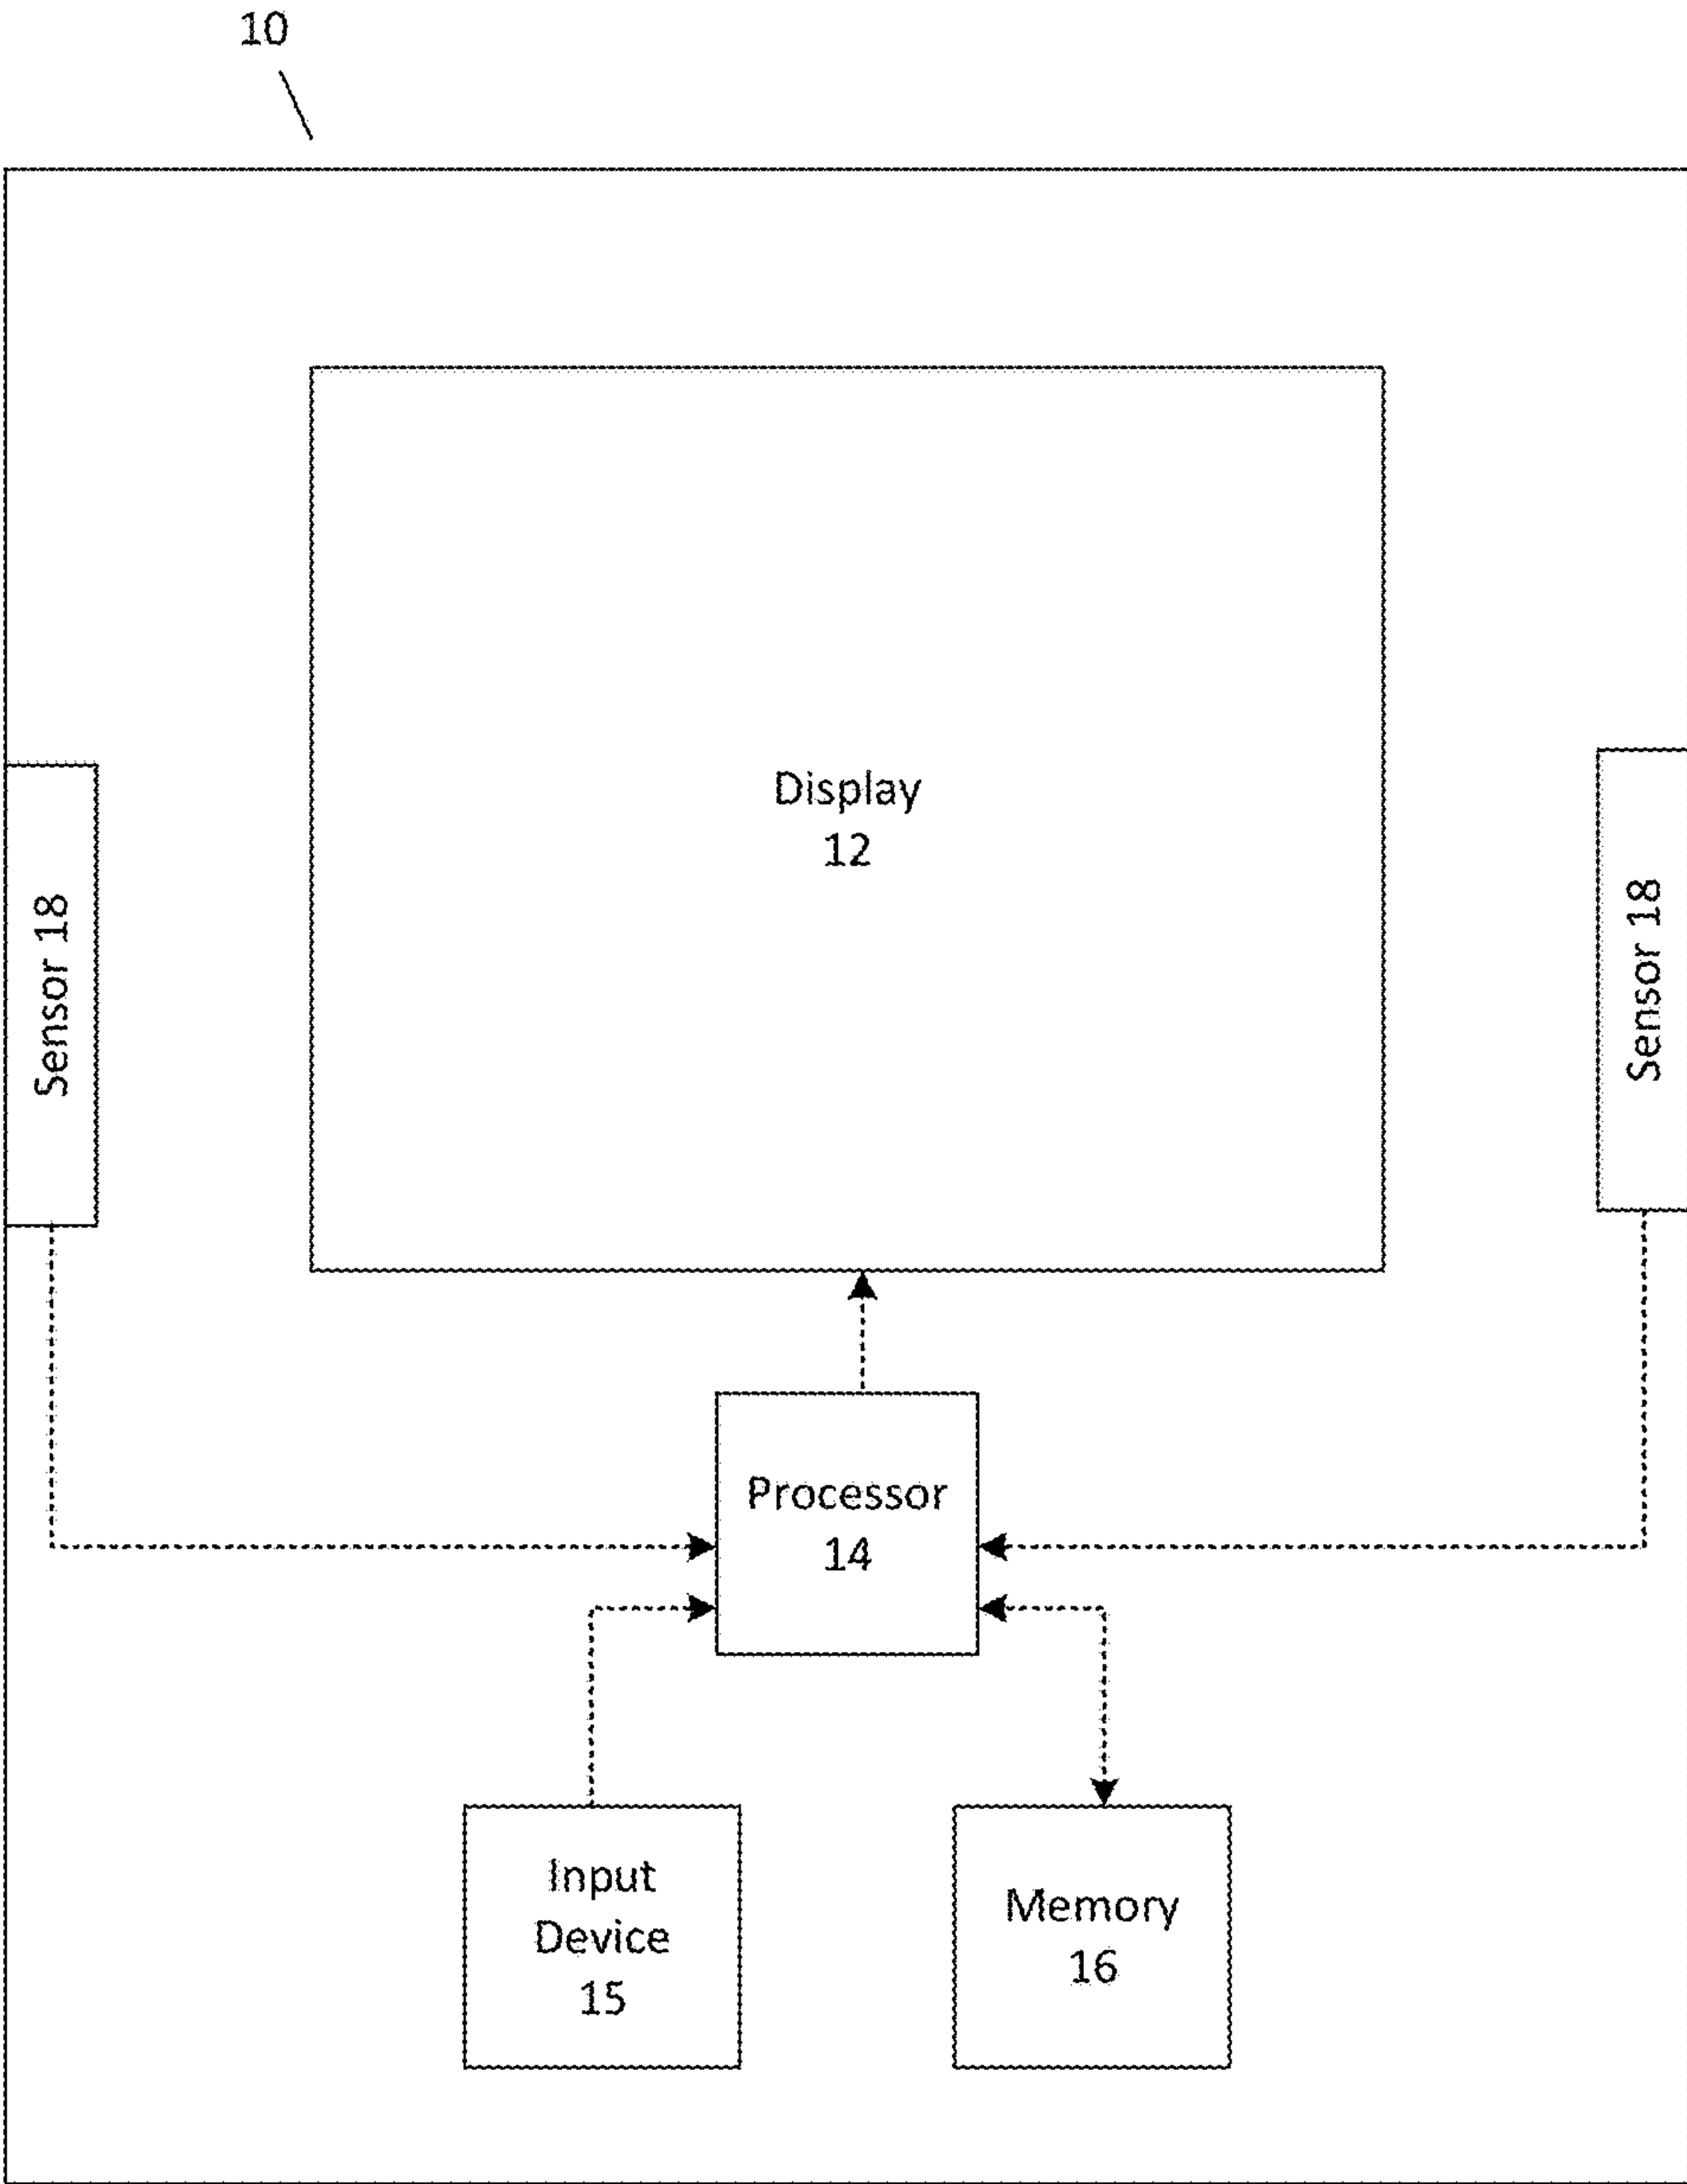 10
Display
12
Sensor 18
Sensor 18
Processor
14
Input
Device
15
Memory
16